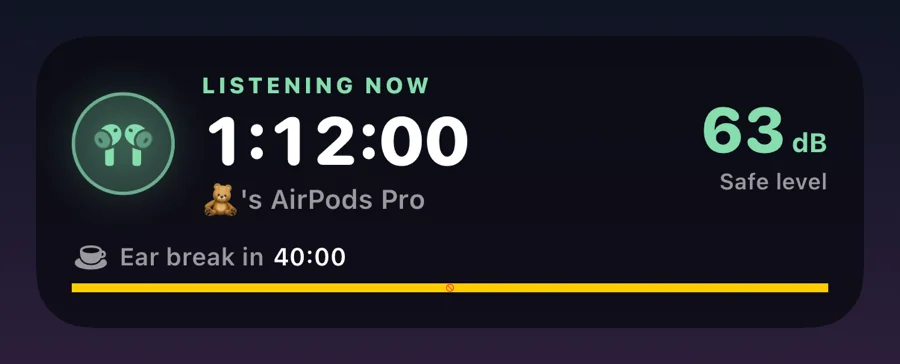 LISTENING NOW
1:12:00
🧸's AirPods Pro
63 dB
Safe level
Ear break in 40:00